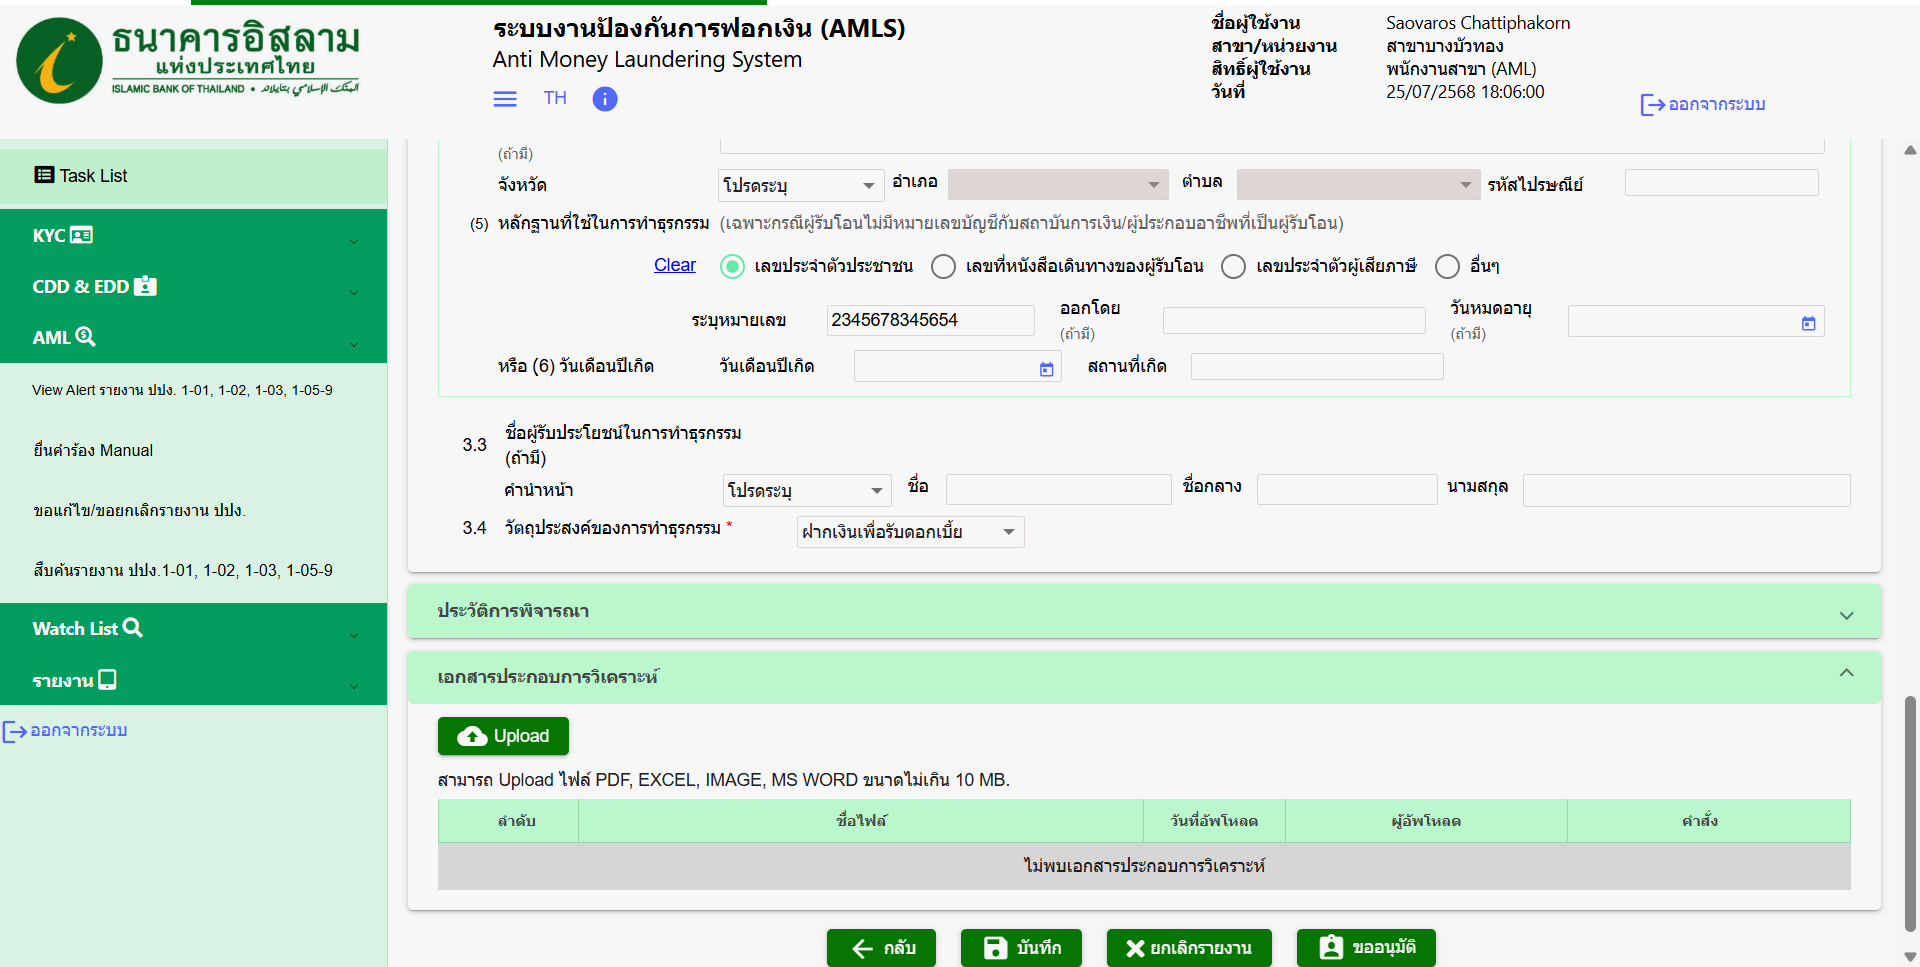 ธนาคารอิสลาม
แห่งประเทศไทย
ISLAMIC BANK OF THAILAND •
ระบบงานป้องกันการฟอกเงิน (AMLS)
Anti Money Laundering System
TH
ชื่อผู้ใช้งาน Saovaros Chattiphakorn
สาขา/หน่วยงาน สาขาบางบัวทอง
สิทธิ์ผู้ใช้งาน พนักงานสาขา (AML)
วันที่ 25/07/2568 18:06:00
ออกจากระบบ
Task List
KYC
CDD & EDD
AML
View Alert รายงาน ปปง. 1-01, 1-02, 1-03, 1-05-9
ยื่นคำร้อง Manual
ขอแก้ไข/ขอยกเลิกรายงาน ปปง.
สืบค้นรายงาน ปปง.1-01, 1-02, 1-03, 1-05-9
Watch List
รายงาน
ออกจากระบบ
(ถ้ามี)
จังหวัด โปรดระบุ อำเภอ ตำบล รหัสไปรษณีย์
(5) หลักฐานที่ใช้ในการทำธุรกรรม (เฉพาะกรณีผู้รับโอนไม่มีหมายเลขบัญชีกับสถาบันการเงิน/ผู้ประกอบอาชีพที่เป็นผู้รับโอน)
Clear เลขประจำตัวประชาชน เลขที่หนังสือเดินทางของผู้รับโอน เลขประจำตัวผู้เสียภาษี อื่นๆ
ระบุหมายเลข 2345678345654 ออกโดย (ถ้ามี) วันหมดอายุ (ถ้ามี)
หรือ (6) วันเดือนปีเกิด วันเดือนปีเกิด สถานที่เกิด
3.3 ชื่อผู้รับประโยชน์ในการทำธุรกรรม
(ถ้ามี)
คำนำหน้า โปรดระบุ ชื่อ ชื่อกลาง นามสกุล
3.4 วัตถุประสงค์ของการทำธุรกรรม * ฝากเงินเพื่อรับดอกเบี้ย
ประวัติการพิจารณา
เอกสารประกอบการวิเคราะห์
Upload
สามารถ Upload ไฟล์ PDF, EXCEL, IMAGE, MS WORD ขนาดไม่เกิน 10 MB.
ลำดับ ชื่อไฟล์ วันที่อัพโหลด ผู้อัพโหลด คำสั่ง
ไม่พบเอกสารประกอบการวิเคราะห์
กลับ บันทึก ยกเลิกรายงาน ขออนุมัติ